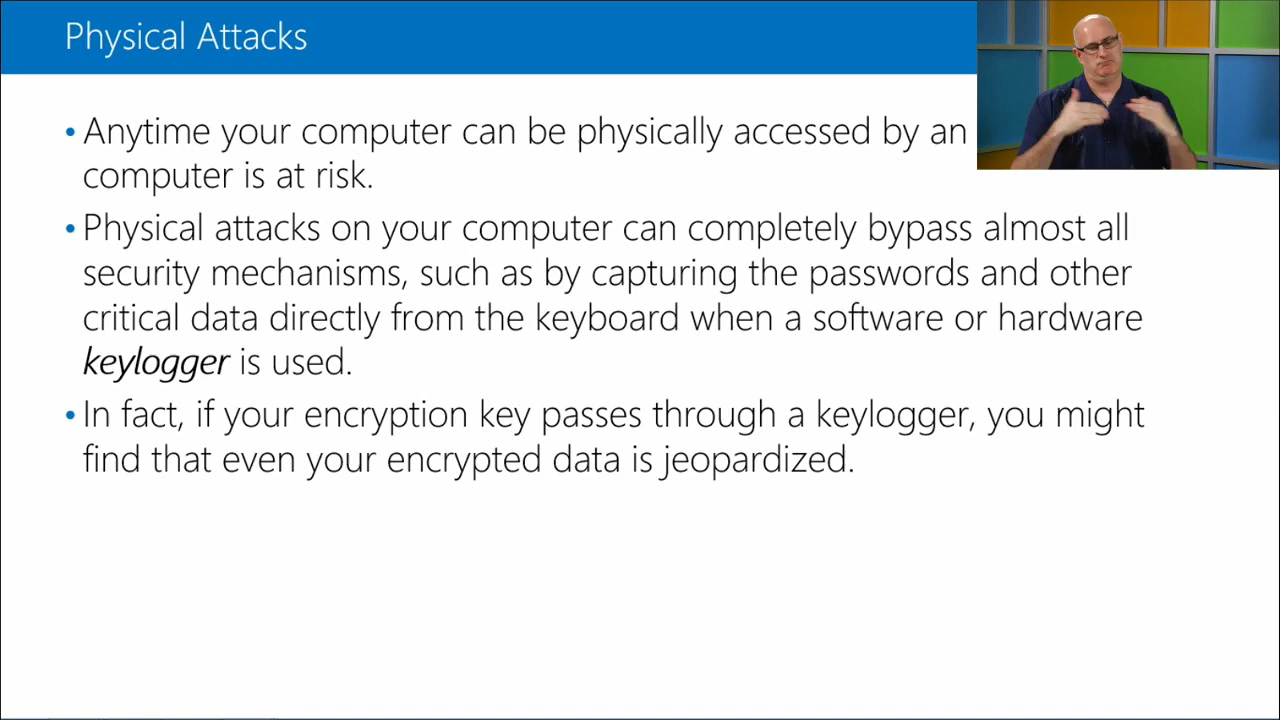 Physical Attacks
• Anytime your computer can be physically accessed by an
computer is at risk.
• Physical attacks on your computer can completely bypass almost all
security mechanisms, such as by capturing the passwords and other
critical data directly from the keyboard when a software or hardware
keylogger is used.
• In fact, if your encryption key passes through a keylogger, you might
find that even your encrypted data is jeopardized.